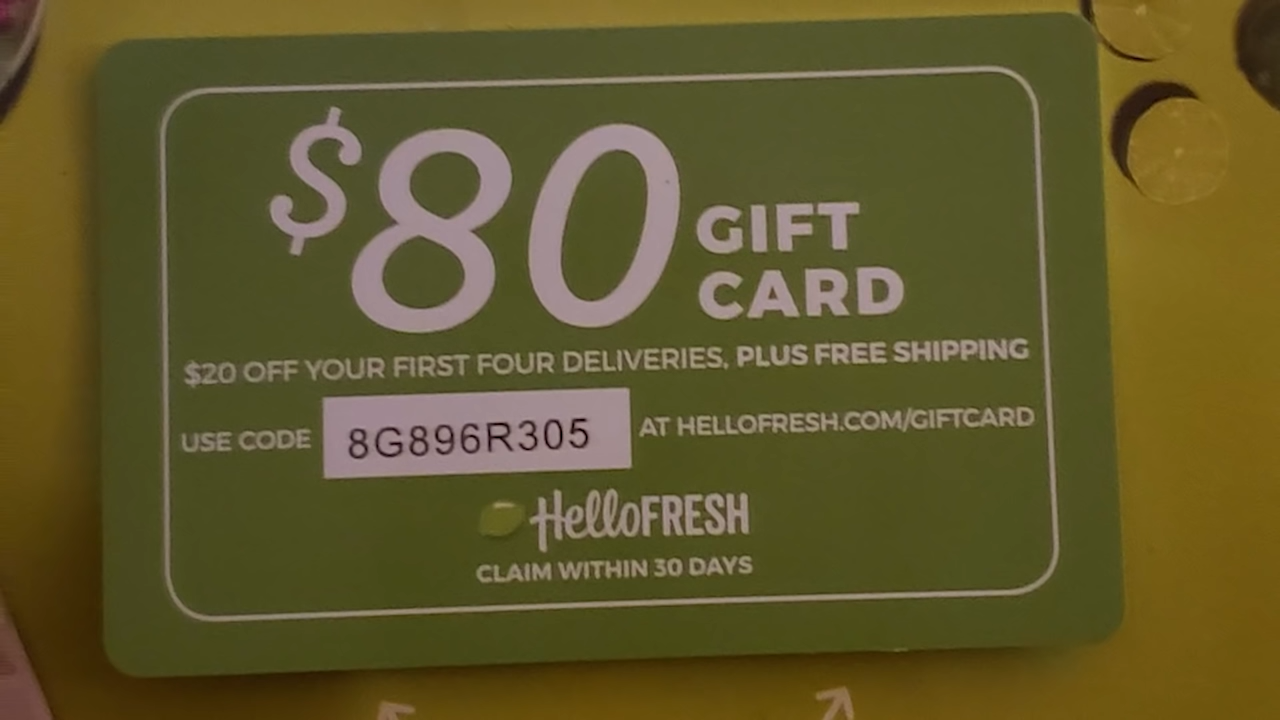 $80 GIFT CARD
$20 OFF YOUR FIRST FOUR DELIVERIES, PLUS FREE SHIPPING
USE CODE 8G896R305 AT HELLOFRESH.COM/GIFTCARD
HelloFRESH
CLAIM WITHIN 30 DAYS